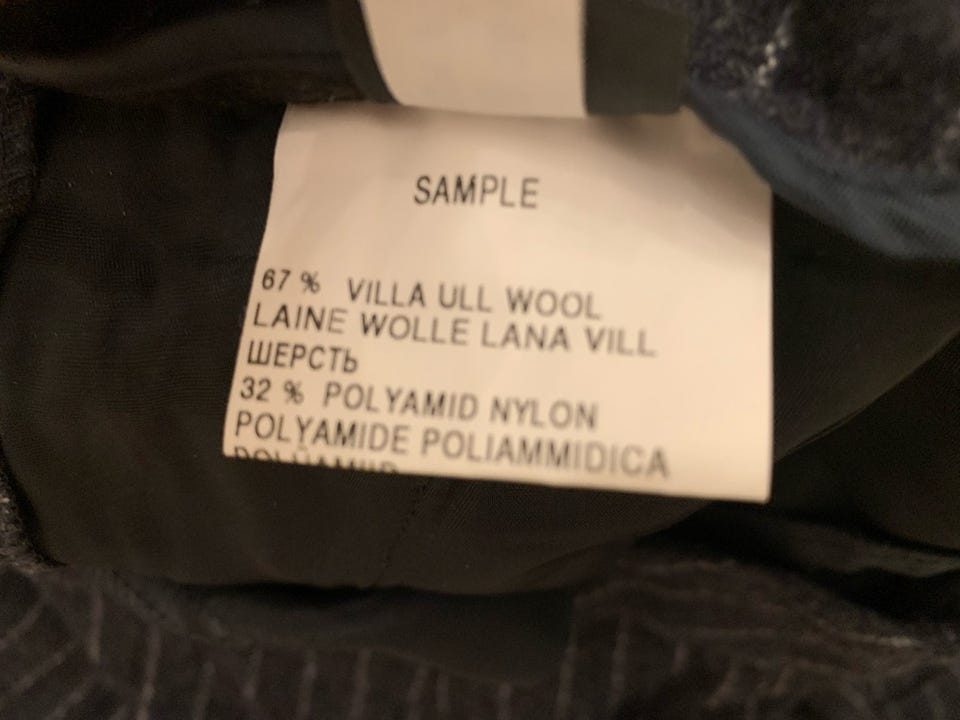 SAMPLE
67 % VILLA ULL WOOL
LAINE WOLLE LANA VILL
ШЕРСТЬ
32 % POLYAMID NYLON
POLYAMIDE POLIAMMIDICA